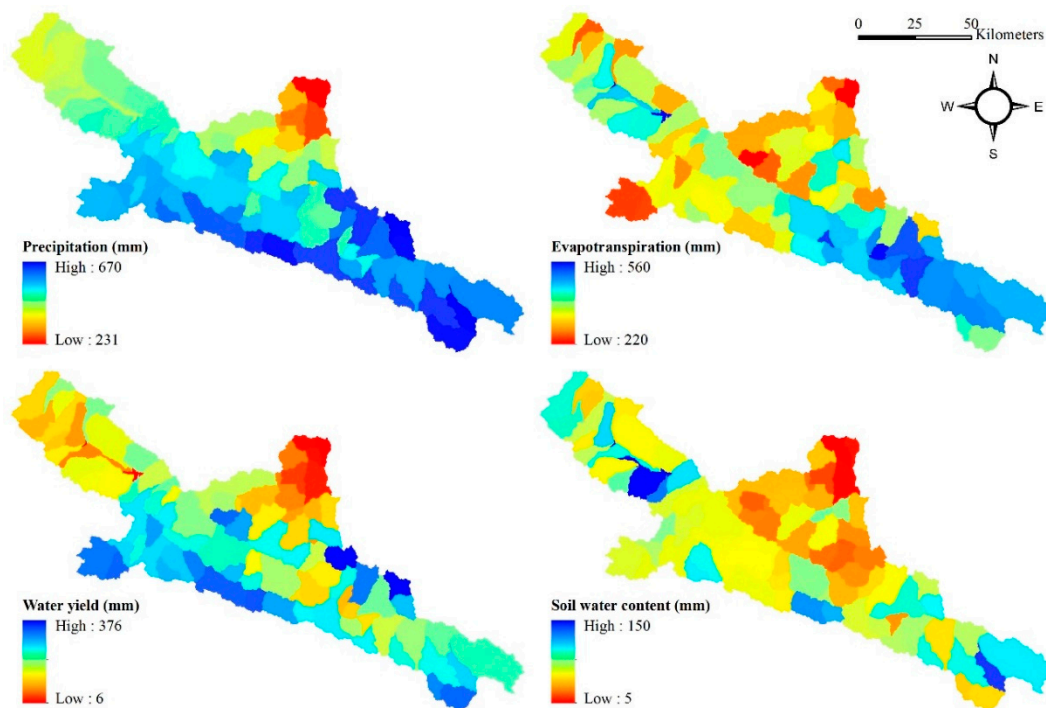 0 25 50
Kilometers
N
W E
S
Precipitation (mm)
High : 670
Low : 231
Evapotranspiration (mm)
High : 560
Low : 220
Water yield (mm)
High : 376
Low : 6
Soil water content (mm)
High : 150
Low : 5